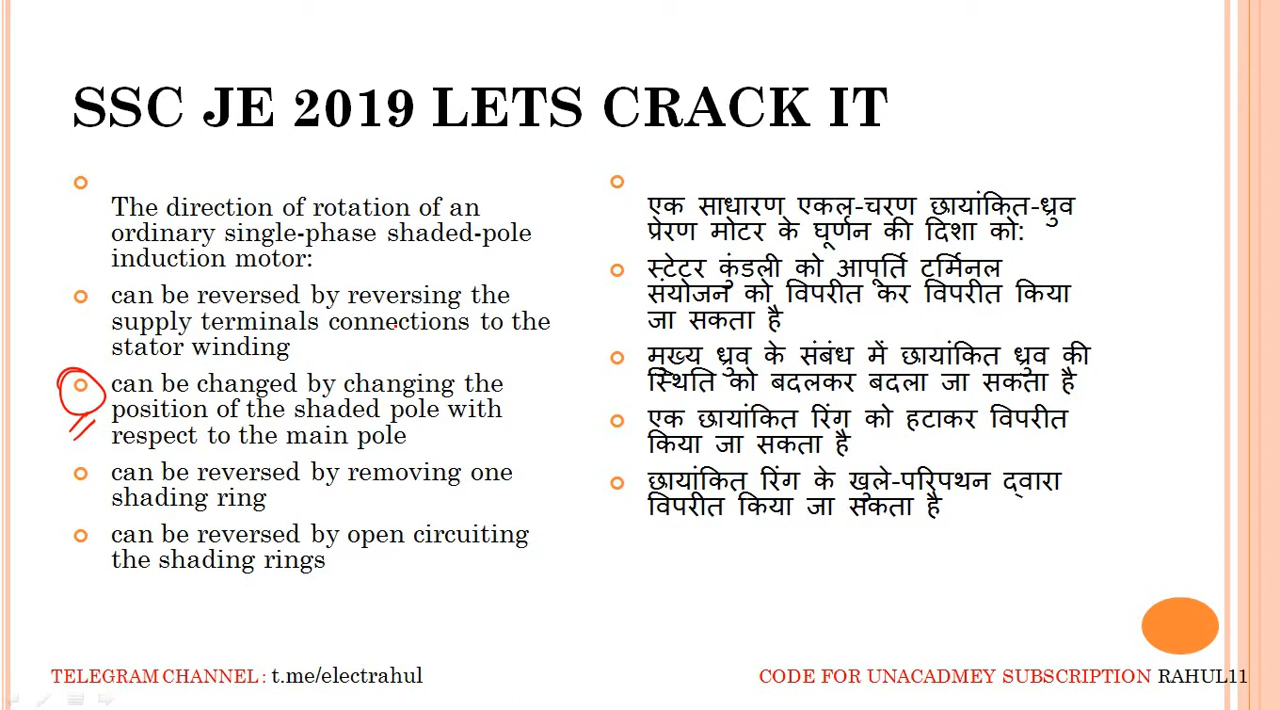 SSC JE 2019 LETS CRACK IT
The direction of rotation of an
ordinary single-phase shaded-pole
induction motor:
can be reversed by reversing the
supply terminals connections to the
stator winding
can be changed by changing the
position of the shaded pole with
respect to the main pole
can be reversed by removing one
shading ring
can be reversed by open circuiting
the shading rings
एक साधारण एकल-चरण छायांकित-ध्रुव
प्रेरण मोटर के घूर्णन की दिशा को:
स्टेटर कुंडली को आपूर्ति टर्मिनल
संयोजन को विपरीत कर विपरीत किया
जा सकता है
मुख्य ध्रुव के संबंध में छायांकित ध्रुव की
स्थिति को बदलकर बदला जा सकता है
एक छायांकित रिंग को हटाकर विपरीत
किया जा सकता है
छायांकित रिंग के खुले-परिपथन द्वारा
विपरीत किया जा सकता है
TELEGRAM CHANNEL : t.me/electrahul
CODE FOR UNACADMEY SUBSCRIPTION RAHUL11